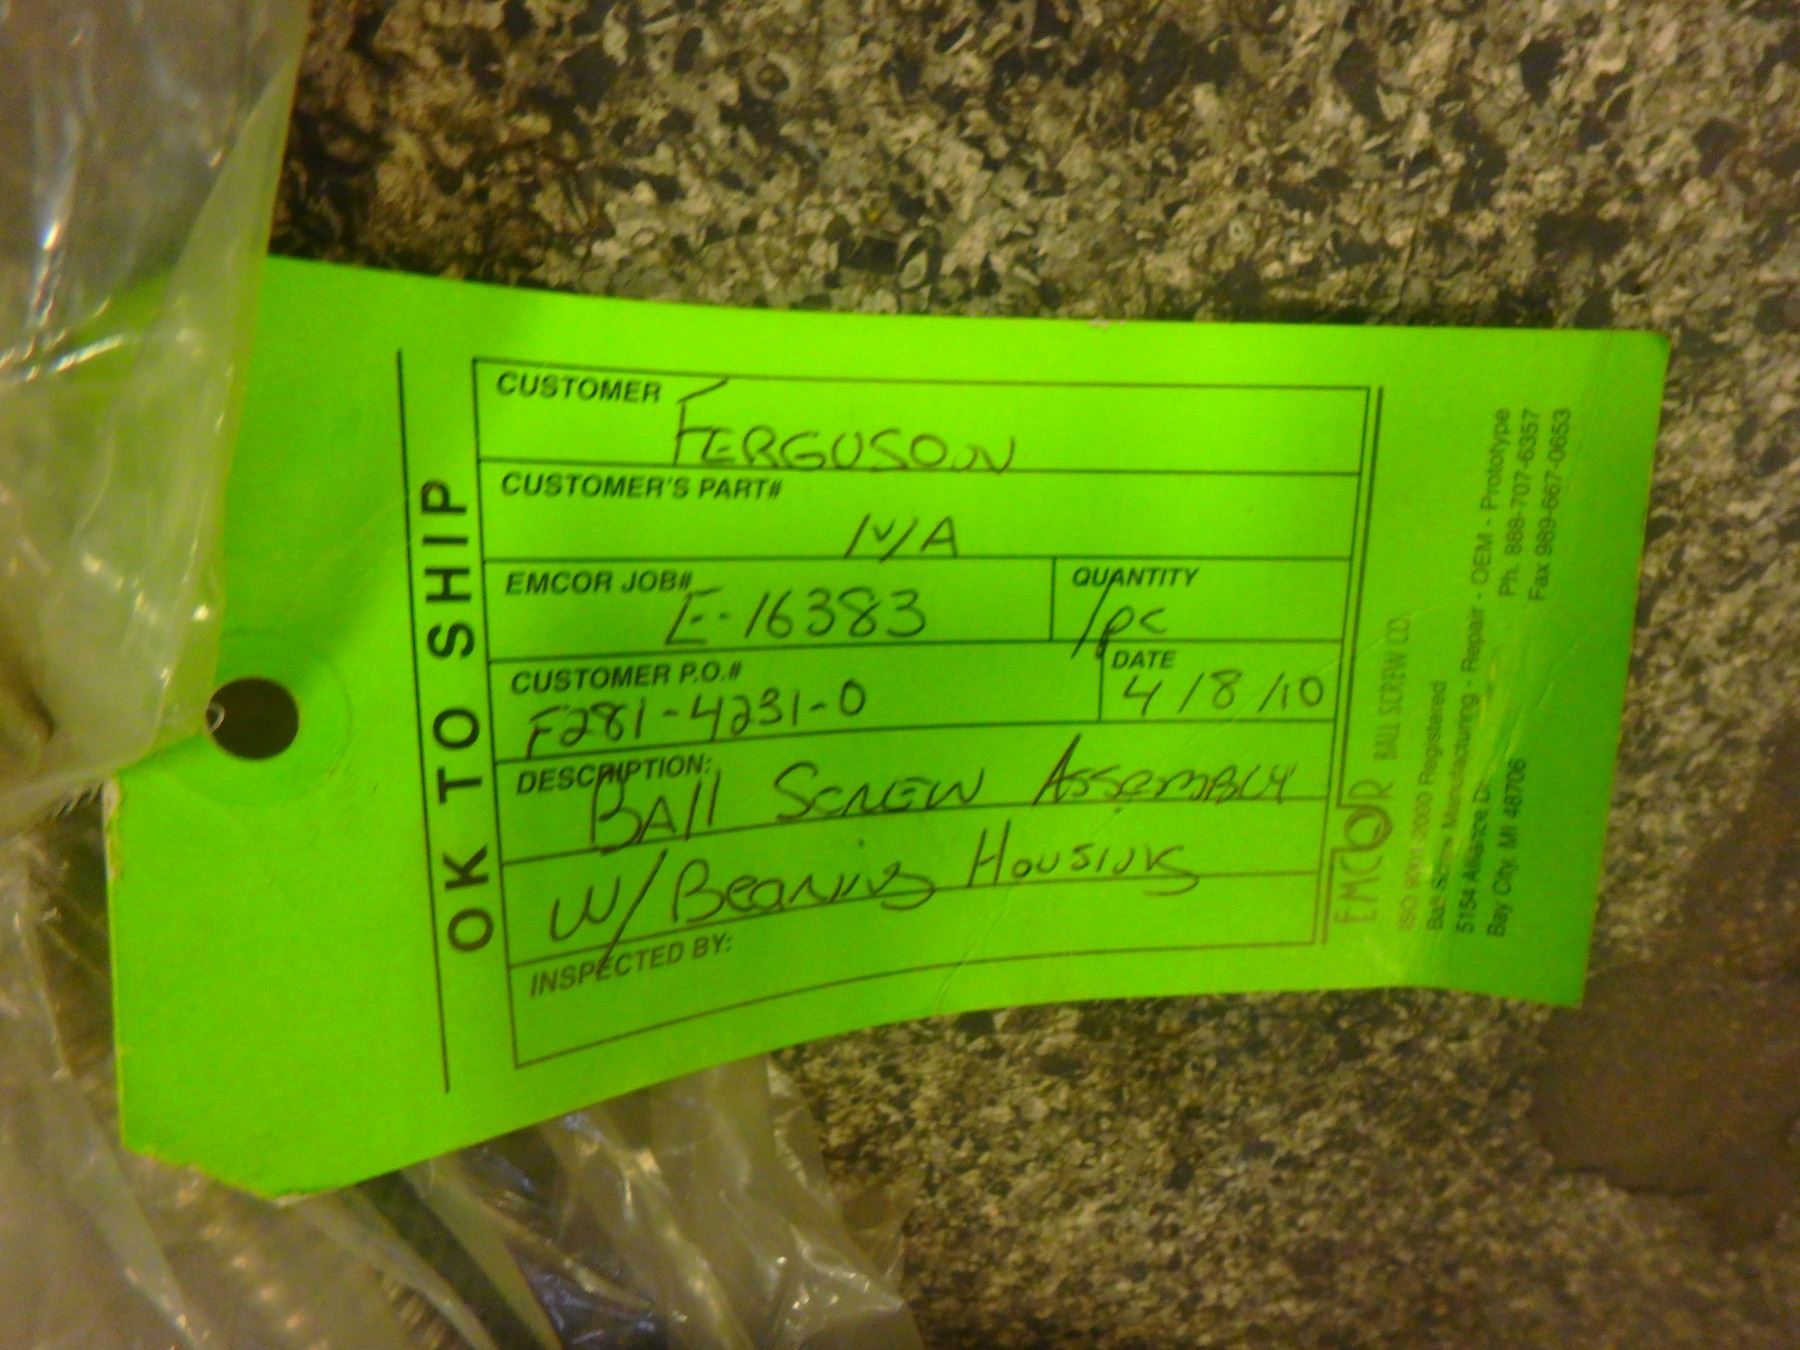 OK TO SHIP
CUSTOMER
FERGUSON
CUSTOMER'S PART#
N/A
EMCOR JOB#
E-16383
QUANTITY
1 pc
CUSTOMER P.O.#
F281-4231-0
DATE
4/8/10
DESCRIPTION:
BAll SCREW ASSEMBLY
W/ BEARING HOUSING
INSPECTED BY:
EMCOR BALL SCREW CO.
ISO 9001:2000 Registered
Ball Screw Manufacturing - Repair - OEM - Prototype
5154 Alliance Dr. Ph. 888-707-6357
Bay City, MI 48706 Fax 989-667-0653